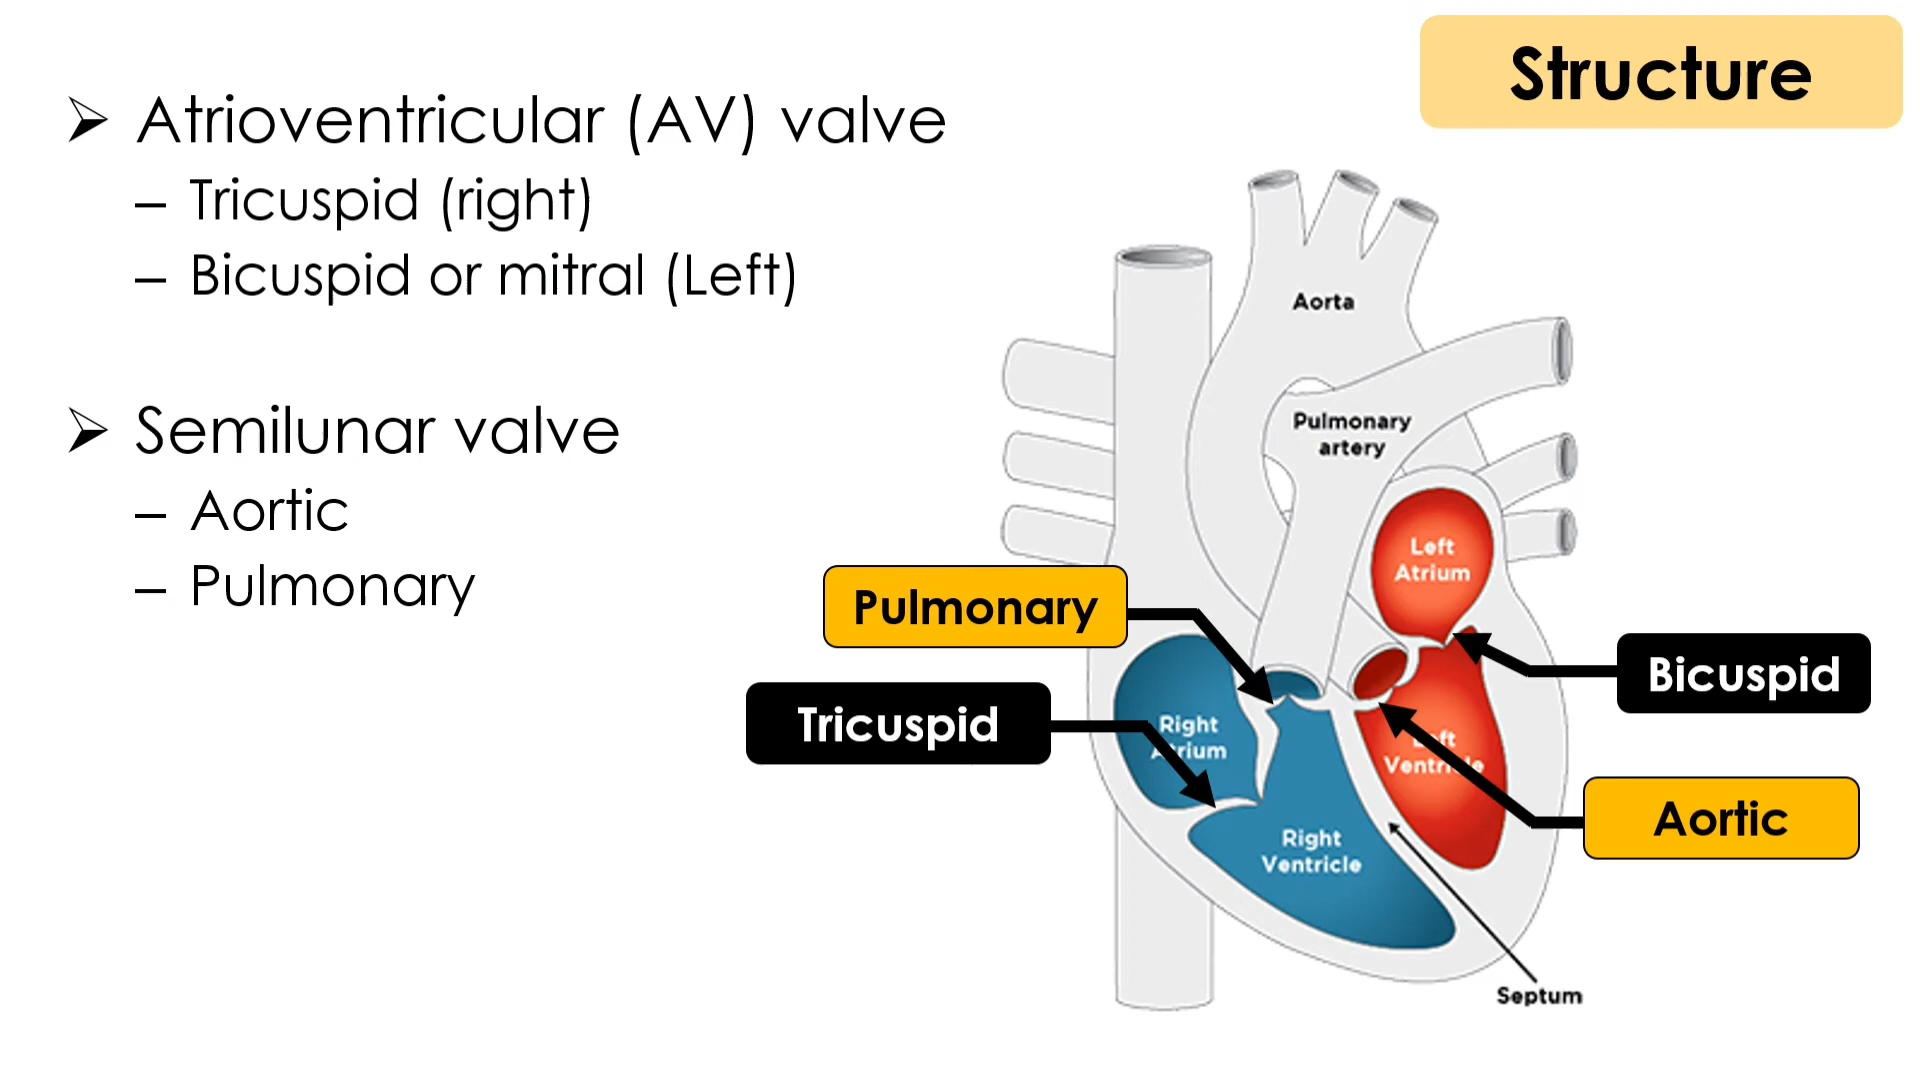 Structure
➢ Atrioventricular (AV) valve
– Tricuspid (right)
– Bicuspid or mitral (Left)
➢ Semilunar valve
– Aortic
– Pulmonary
Aorta
Pulmonary
artery
Left
Atrium
Pulmonary
Bicuspid
Tricuspid
Right
Atrium
Left
Ventricle
Aortic
Right
Ventricle
Septum